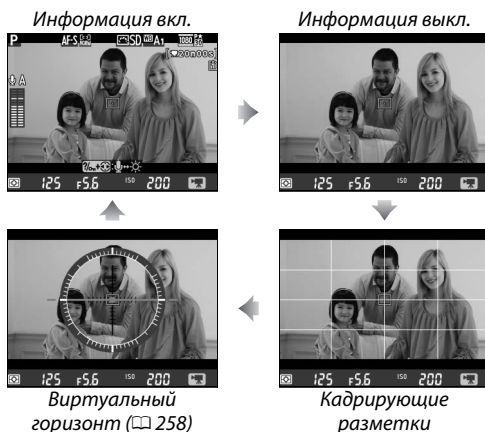 Информация вкл.
Информация выкл.
P AF-S NORM SD A1 1080
[20m00s]
A
125 F5.6 ISO 200
125 F5.6 ISO 200
125 F5.6 ISO 200
125 F5.6 ISO 200
Виртуальный
горизонт (258)
Кадрирующие
разметки